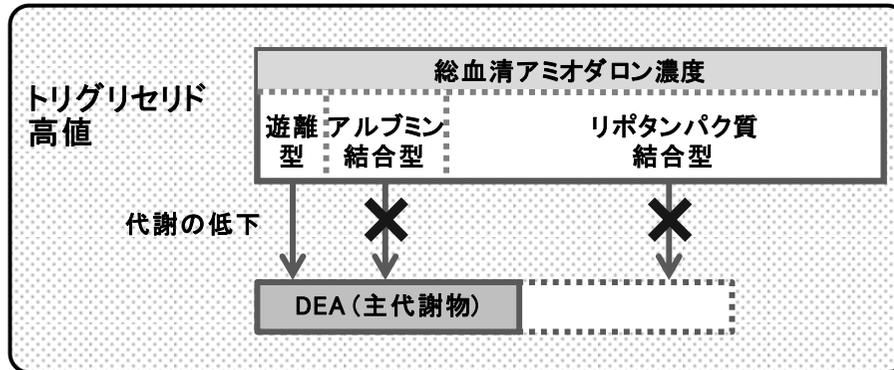 総血清アミオダロン濃度
トリグリセリド
高値
遊離
型
アルブミン
結合型
リポタンパク質
結合型
代謝の低下
DEA(主代謝物)